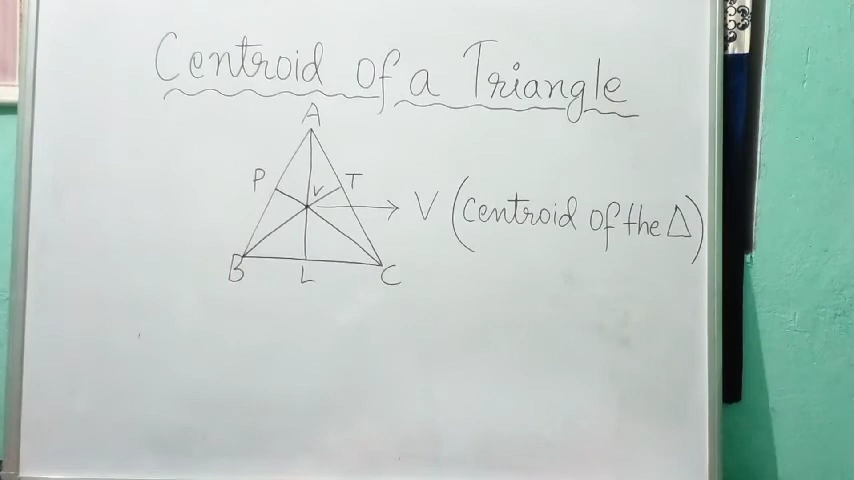 Centroid of a Triangle
A
P V T
V (Centroid of the Δ)
B L C